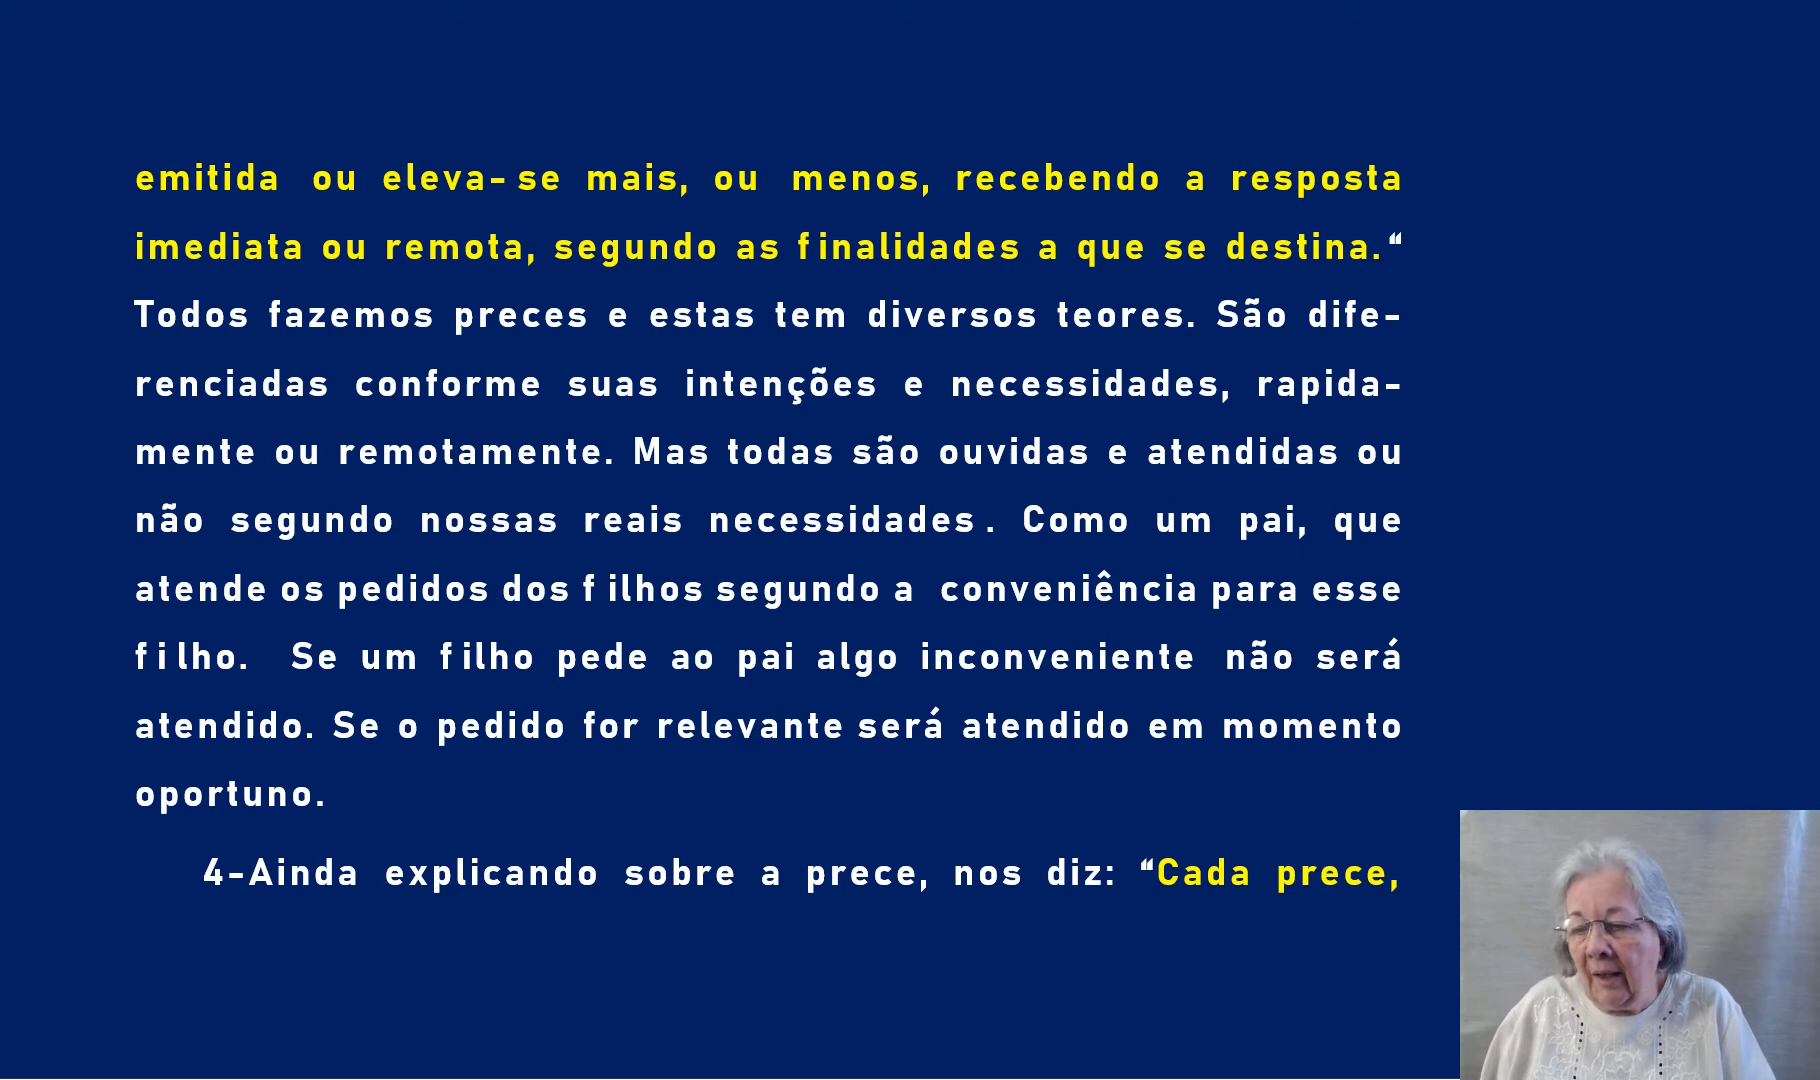 emitida ou eleva-se mais, ou menos, recebendo a resposta
imediata ou remota, segundo as finalidades a que se destina.“
Todos fazemos preces e estas tem diversos teores. São dife-
renciadas conforme suas intenções e necessidades, rapida-
mente ou remotamente. Mas todas são ouvidas e atendidas ou
não segundo nossas reais necessidades. Como um pai, que
atende os pedidos dos filhos segundo a conveniência para esse
filho. Se um filho pede ao pai algo inconveniente não será
atendido. Se o pedido for relevante será atendido em momento
oportuno.
4-Ainda explicando sobre a prece, nos diz: “Cada prece,